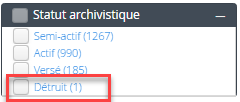 Statut archivistique
Semi-actif (1267)
Actif (990)
Versé (185)
Détruit (1)